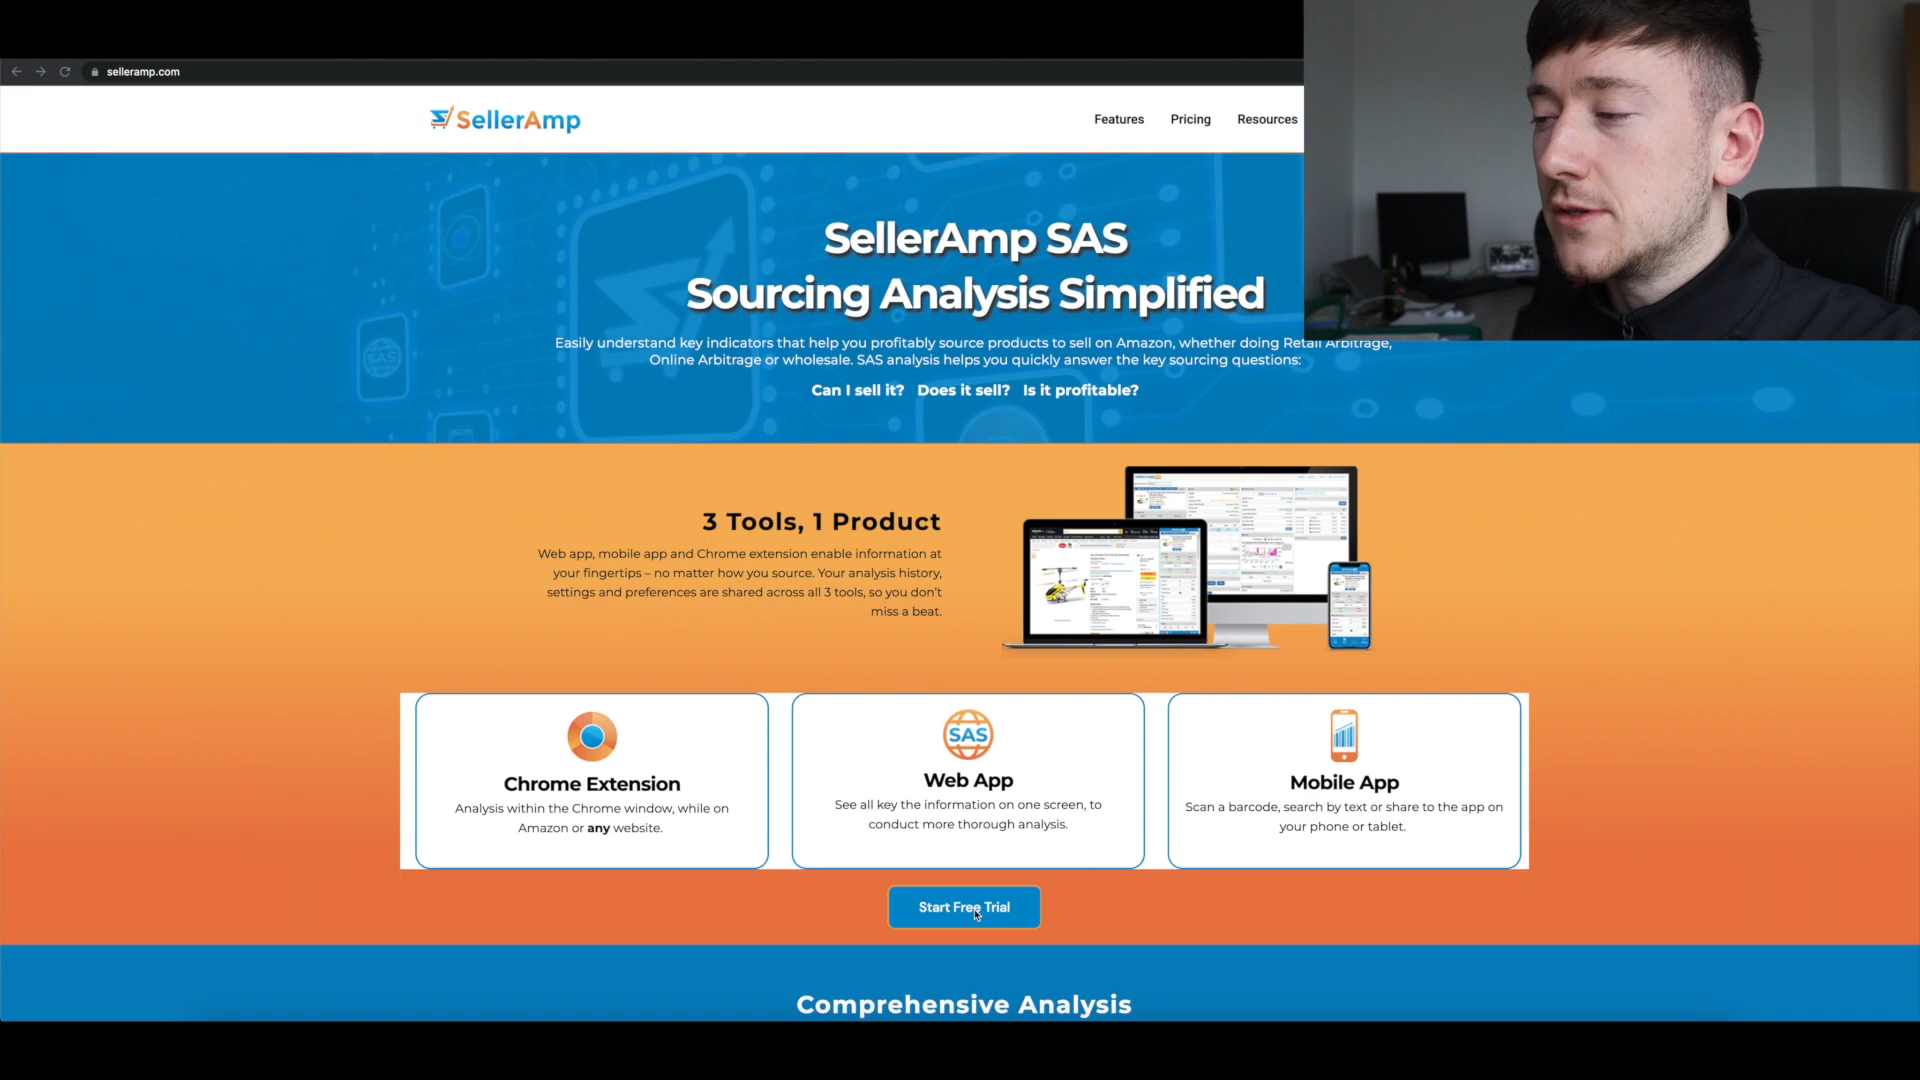 selleramp.com
SellerAmp
Features Pricing Resources
SellerAmp SAS
Sourcing Analysis Simplified
Easily understand key indicators that help you profitably source products to sell on Amazon, whether doing Retail Arbitrage,
Online Arbitrage or wholesale. SAS analysis helps you quickly answer the key sourcing questions:
Can I sell it? Does it sell? Is it profitable?
SAS
3 Tools, 1 Product
Web app, mobile app and Chrome extension enable information at
your fingertips – no matter how you source. Your analysis history,
settings and preferences are shared across all 3 tools, so you don't
miss a beat.
Chrome Extension
Analysis within the Chrome window, while on
Amazon or any website.
SAS
Web App
See all key the information on one screen, to
conduct more thorough analysis.
Mobile App
Scan a barcode, search by text or share to the app on
your phone or tablet.
Start Free Trial
Comprehensive Analysis